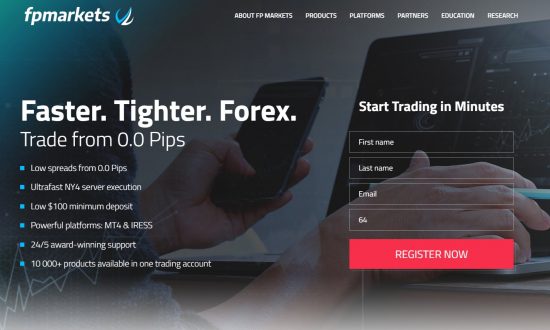 fpmarkets
ABOUT FP MARKETS PRODUCTS PLATFORMS PARTNERS EDUCATION RESEARCH
Faster. Tighter. Forex.
Trade from 0.0 Pips
Low spreads from 0.0 Pips
Ultrafast NY4 server execution
Low $100 minimum deposit
Powerful platforms: MT4 & IRESS
24/5 award-winning support
10 000+ products available in one trading account
Start Trading in Minutes
First name
Last name
Email
64
REGISTER NOW